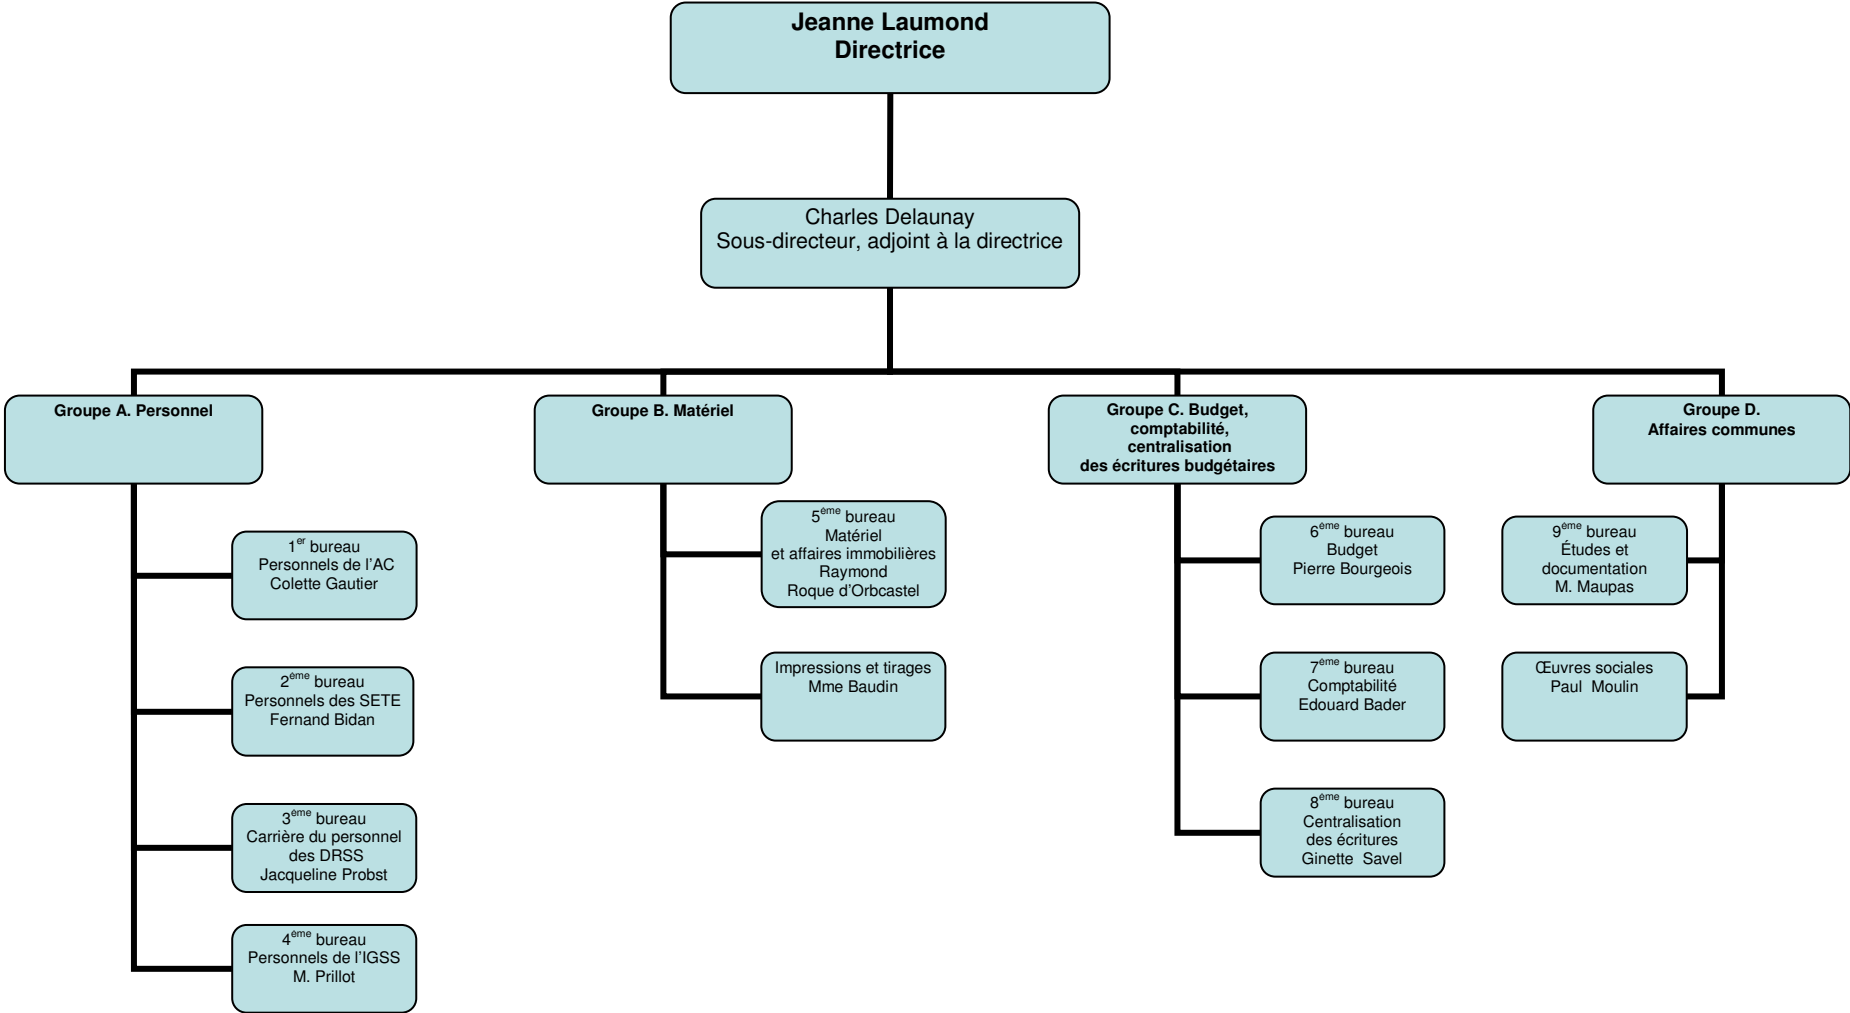 Jeanne Laumond
Directrice
Charles Delaunay
Sous-directeur, adjoint à la directrice
Groupe A. Personnel
1er bureau
Personnels de l'AC
Colette Gautier
2ème bureau
Personnels des SETE
Fernand Bidan
3ème bureau
Carrière du personnel
des DRSS
Jacqueline Probst
4ème bureau
Personnels de l'IGSS
M. Prillot
Groupe B. Matériel
5ème bureau
Matériel
et affaires immobilières
Raymond
Roque d'Orbcastel
Impressions et tirages
Mme Baudin
Groupe C. Budget,
comptabilité,
centralisation
des écritures budgétaires
6ème bureau
Budget
Pierre Bourgeois
7ème bureau
Comptabilité
Edouard Bader
8ème bureau
Centralisation
des écritures
Ginette Savel
Groupe D.
Affaires communes
9ème bureau
Études et
documentation
M. Maupas
Œuvres sociales
Paul Moulin